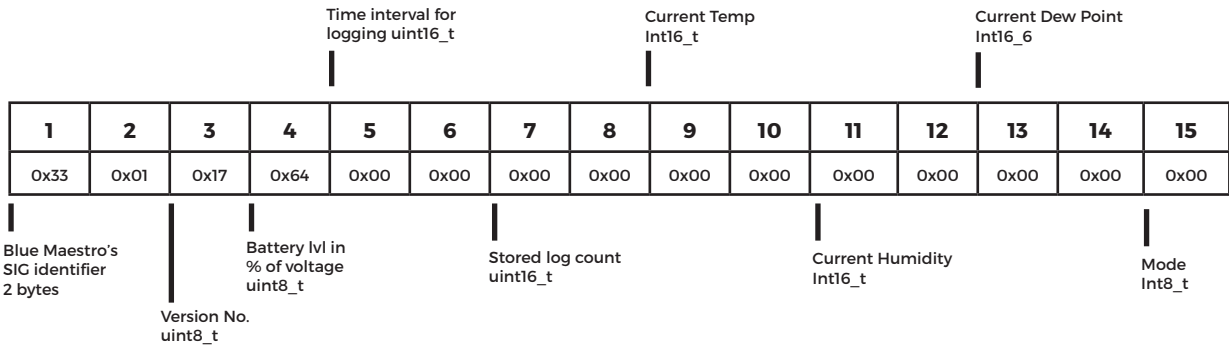 Time interval for
logging uint16_t
Current Temp
Int16_t
Current Dew Point
Int16_6
1 2 3 4 5 6 7 8 9 10 11 12 13 14 15
0x33 0x01 0x17 0x64 0x00 0x00 0x00 0x00 0x00 0x00 0x00 0x00 0x00 0x00 0x00
Blue Maestro's
SIG identifier
2 bytes
Version No.
uint8_t
Battery lvl in
% of voltage
uint8_t
Stored log count
uint16_t
Current Humidity
Int16_t
Mode
Int8_t